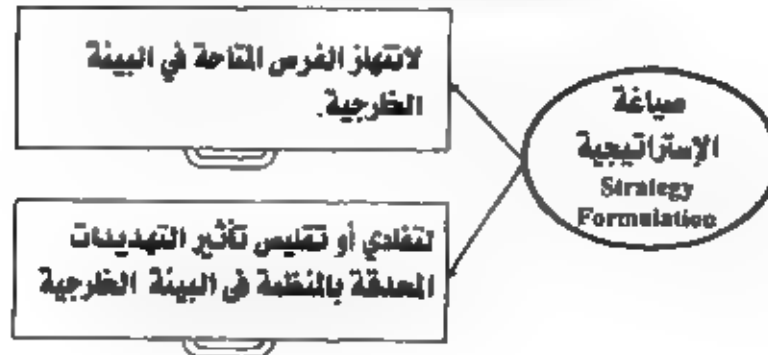 لانتهاز الفرص المتاحة في البيئة
الخارجية.
صياغة
الإستراتيجية
Strategy
Formulation
لتفادي أو تقليص تأثير التهديدات
المحدقة بالمنظمة في البيئة الخارجية